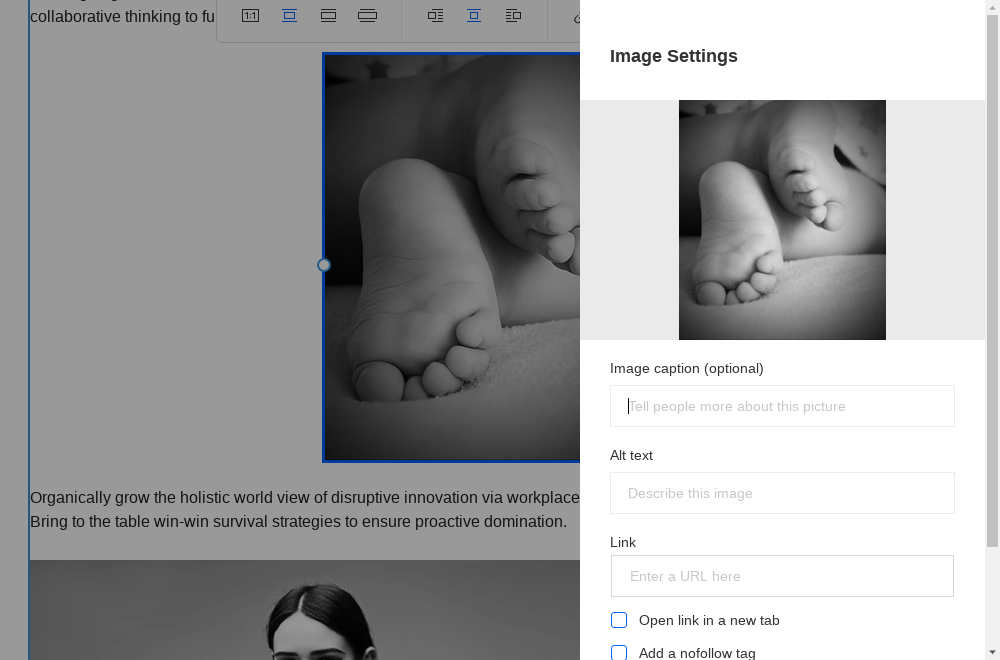 collaborative thinking to fu
1:1
Image Settings
Image caption (optional)
Tell people more about this picture
Alt text
Describe this image
Organically grow the holistic world view of disruptive innovation via workplace
Bring to the table win-win survival strategies to ensure proactive domination.
Link
Enter a URL here
Open link in a new tab
Add a nofollow tag